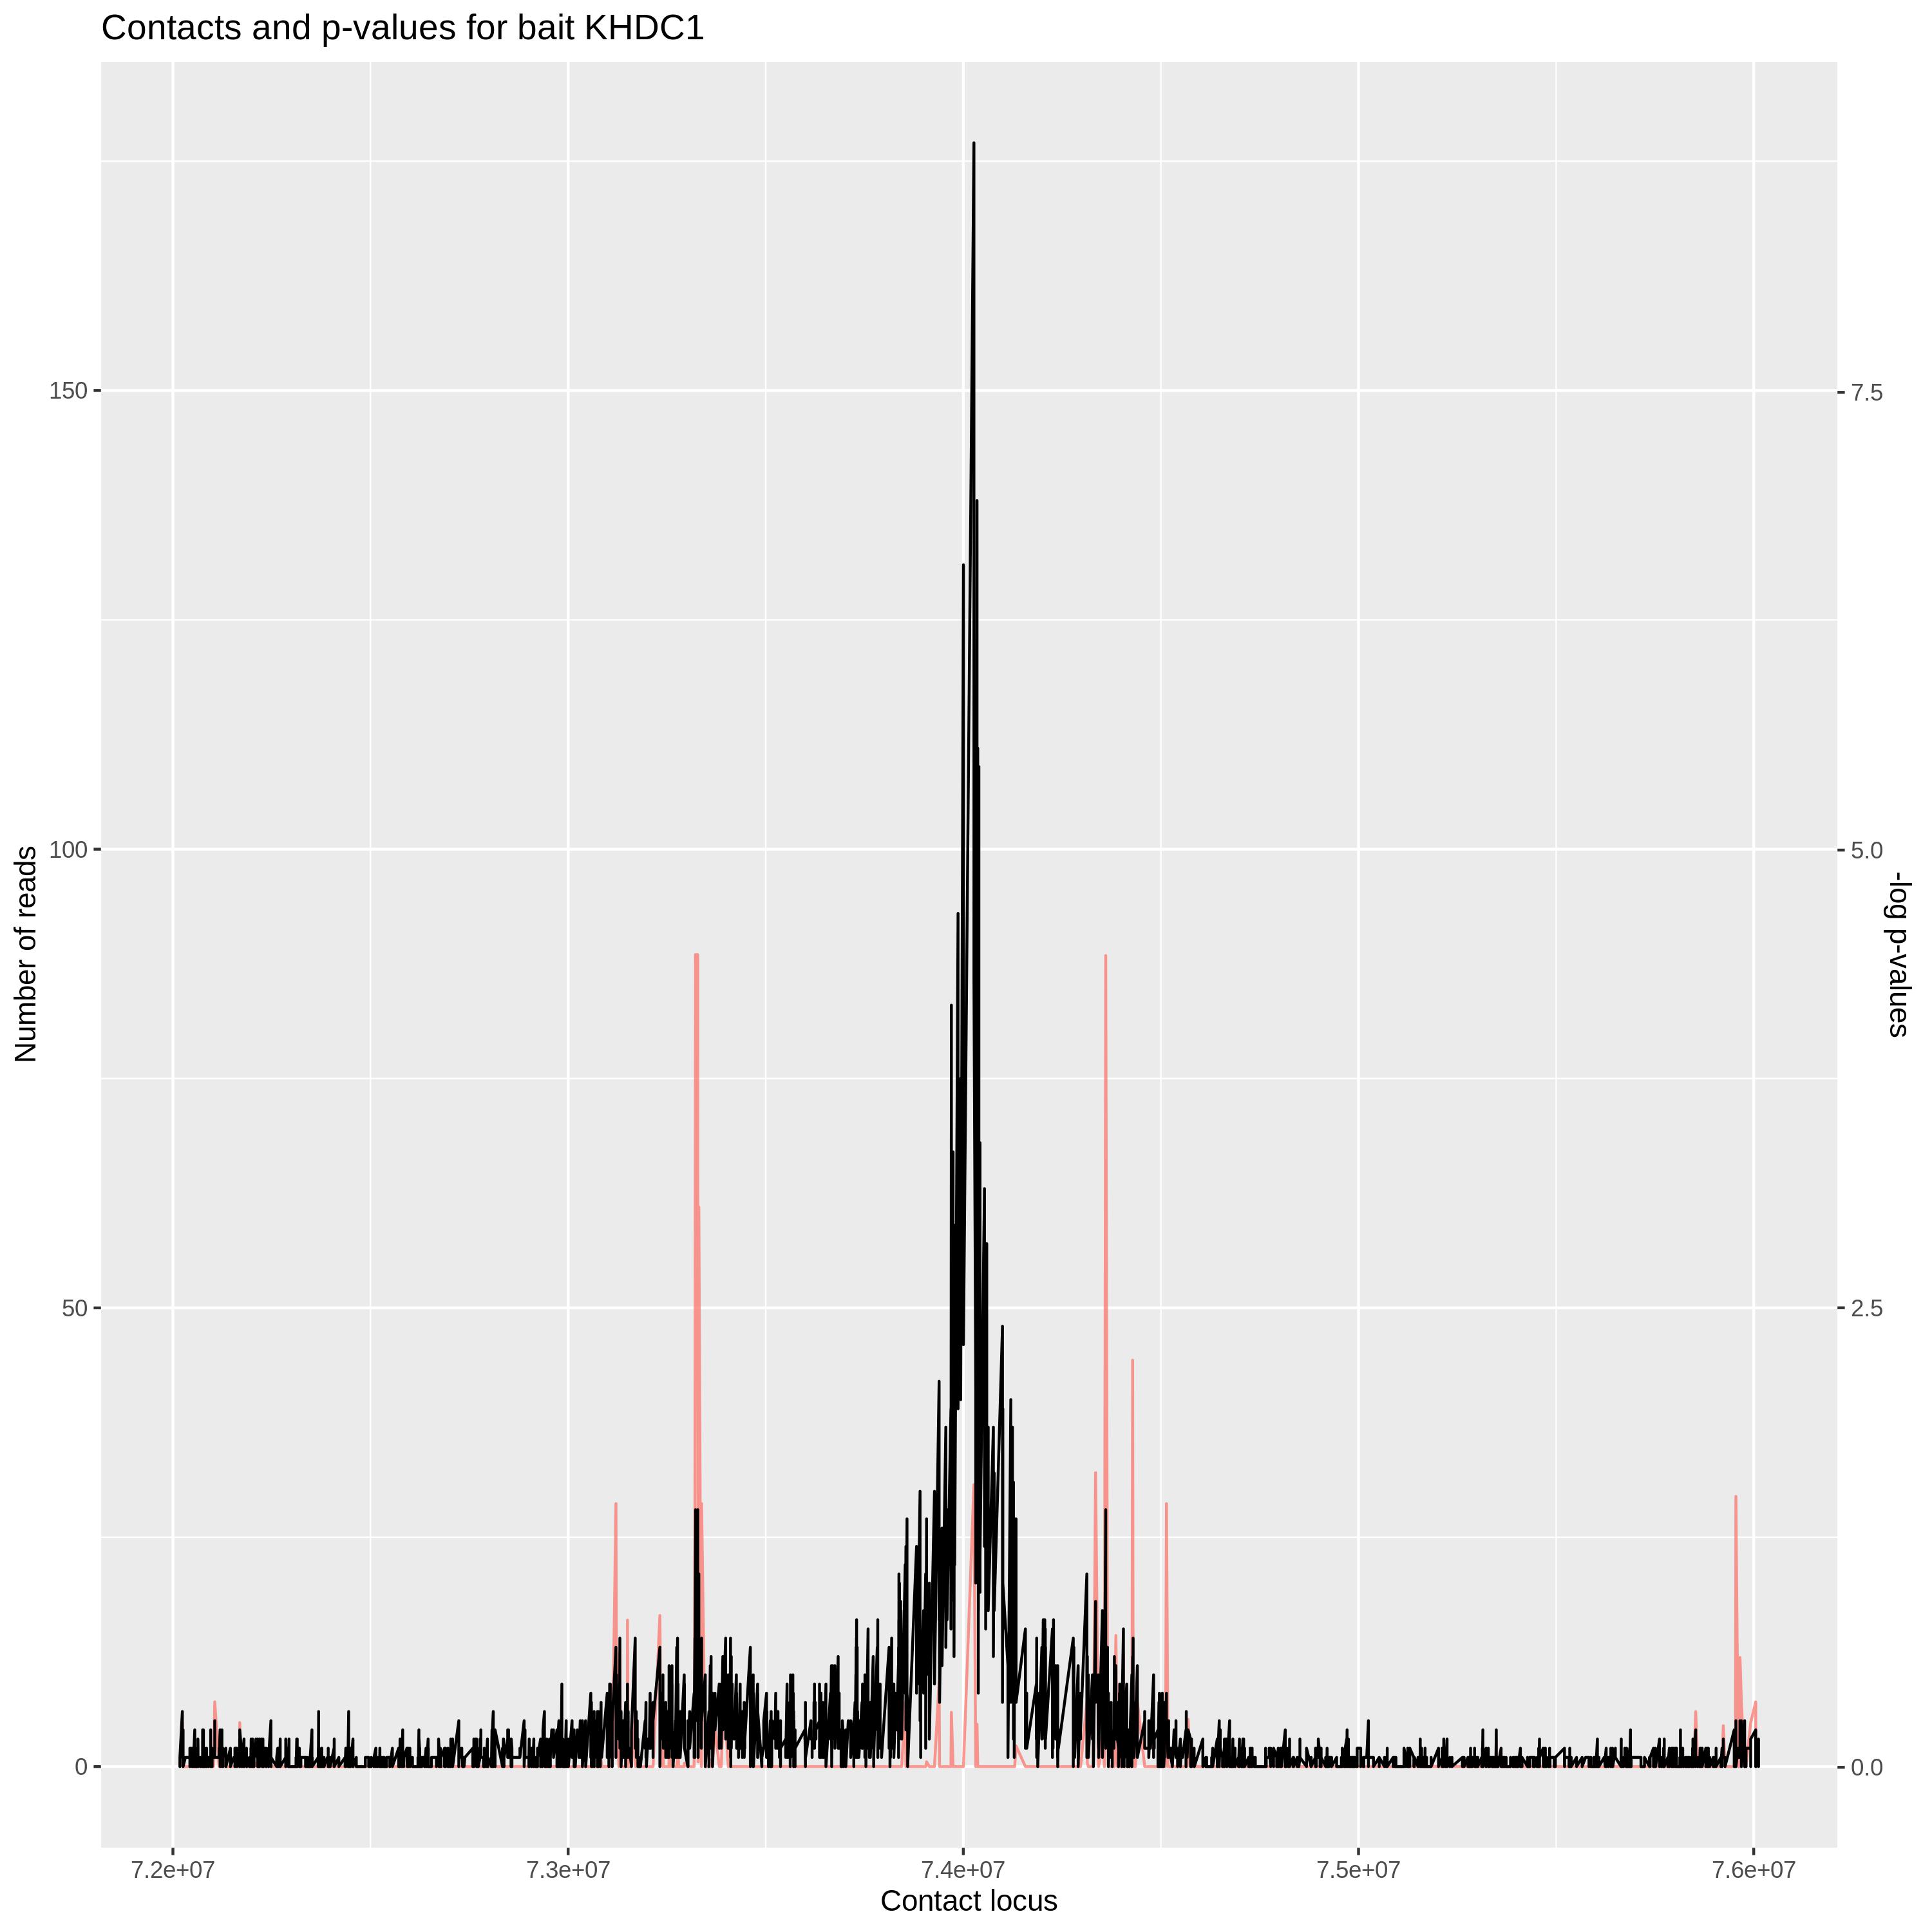 Contacts and p-values for bait KHDC1
150
100
50
0
Number of reads
7.5
5.0
2.5
0.0
-log p-values
7.2e+07 7.3e+07 7.4e+07 7.5e+07 7.6e+07
Contact locus